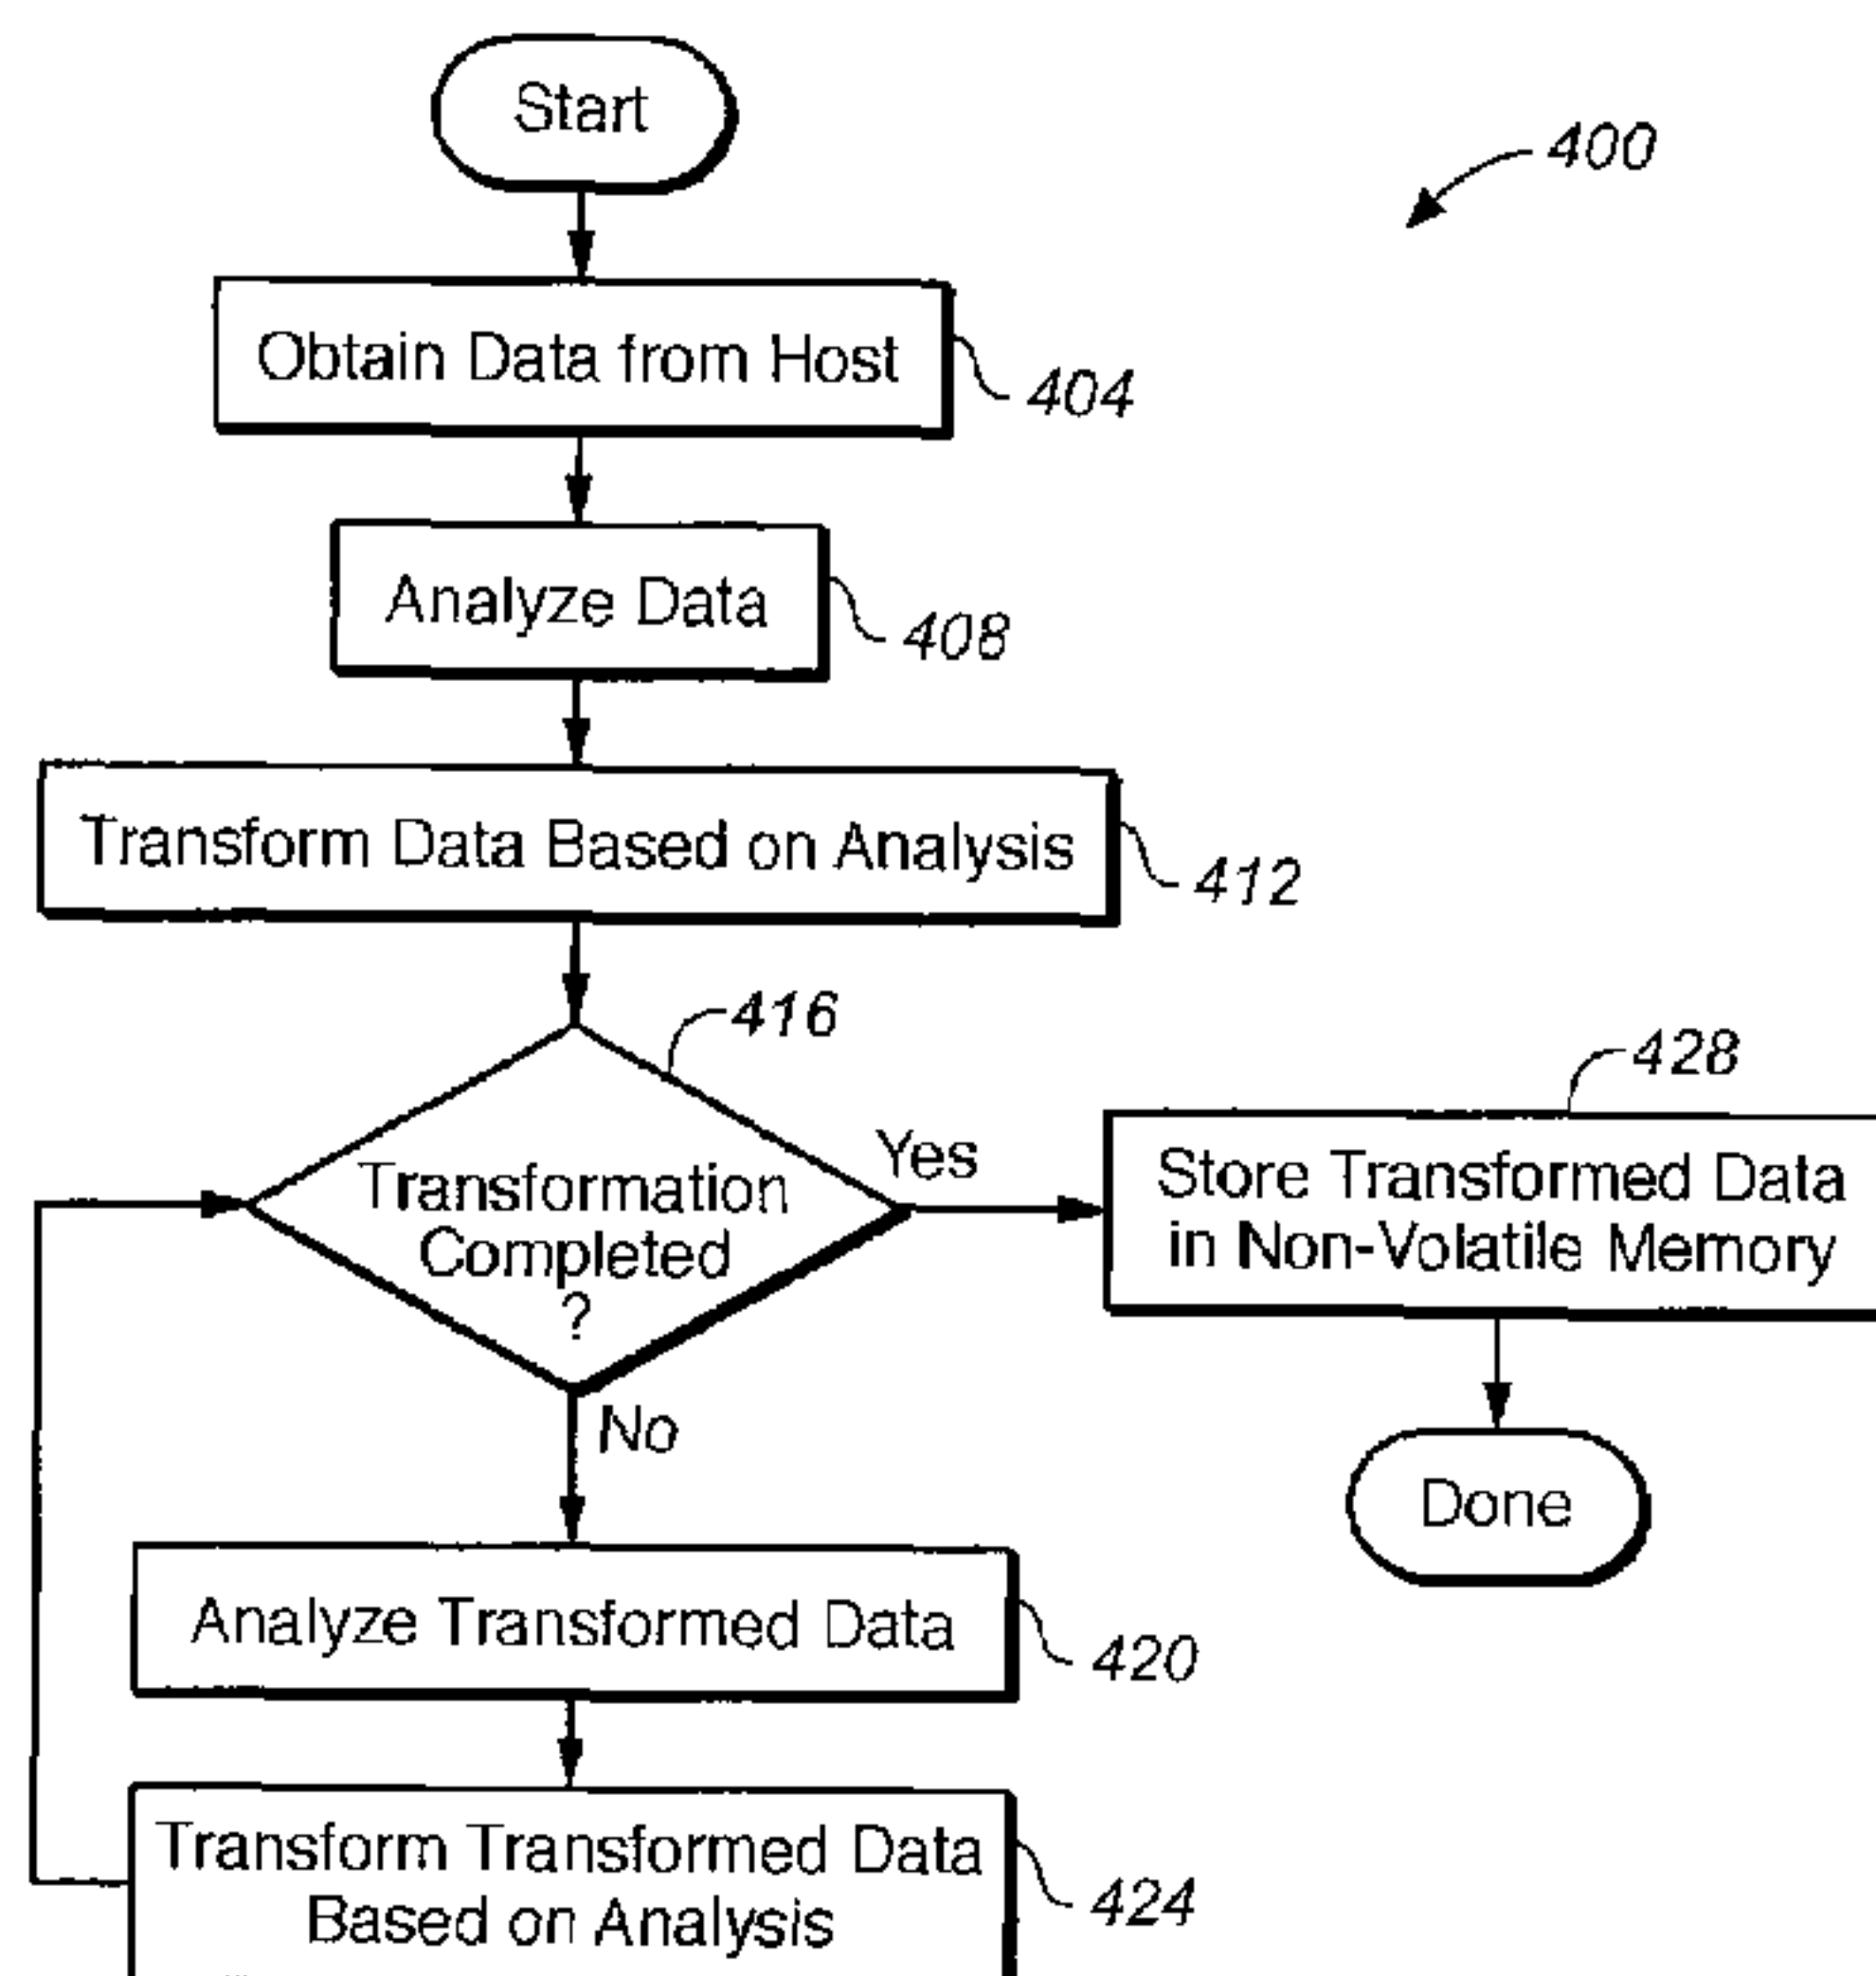 Start
400
Obtain Data from Host
404
Analyze Data
408
Transform Data Based on Analysis
412
416
Transformation
Completed
?
Yes
No
428
Store Transformed Data
in Non-Volatile Memory
Done
Analyze Transformed Data
420
Transform Transformed Data
Based on Analysis
424